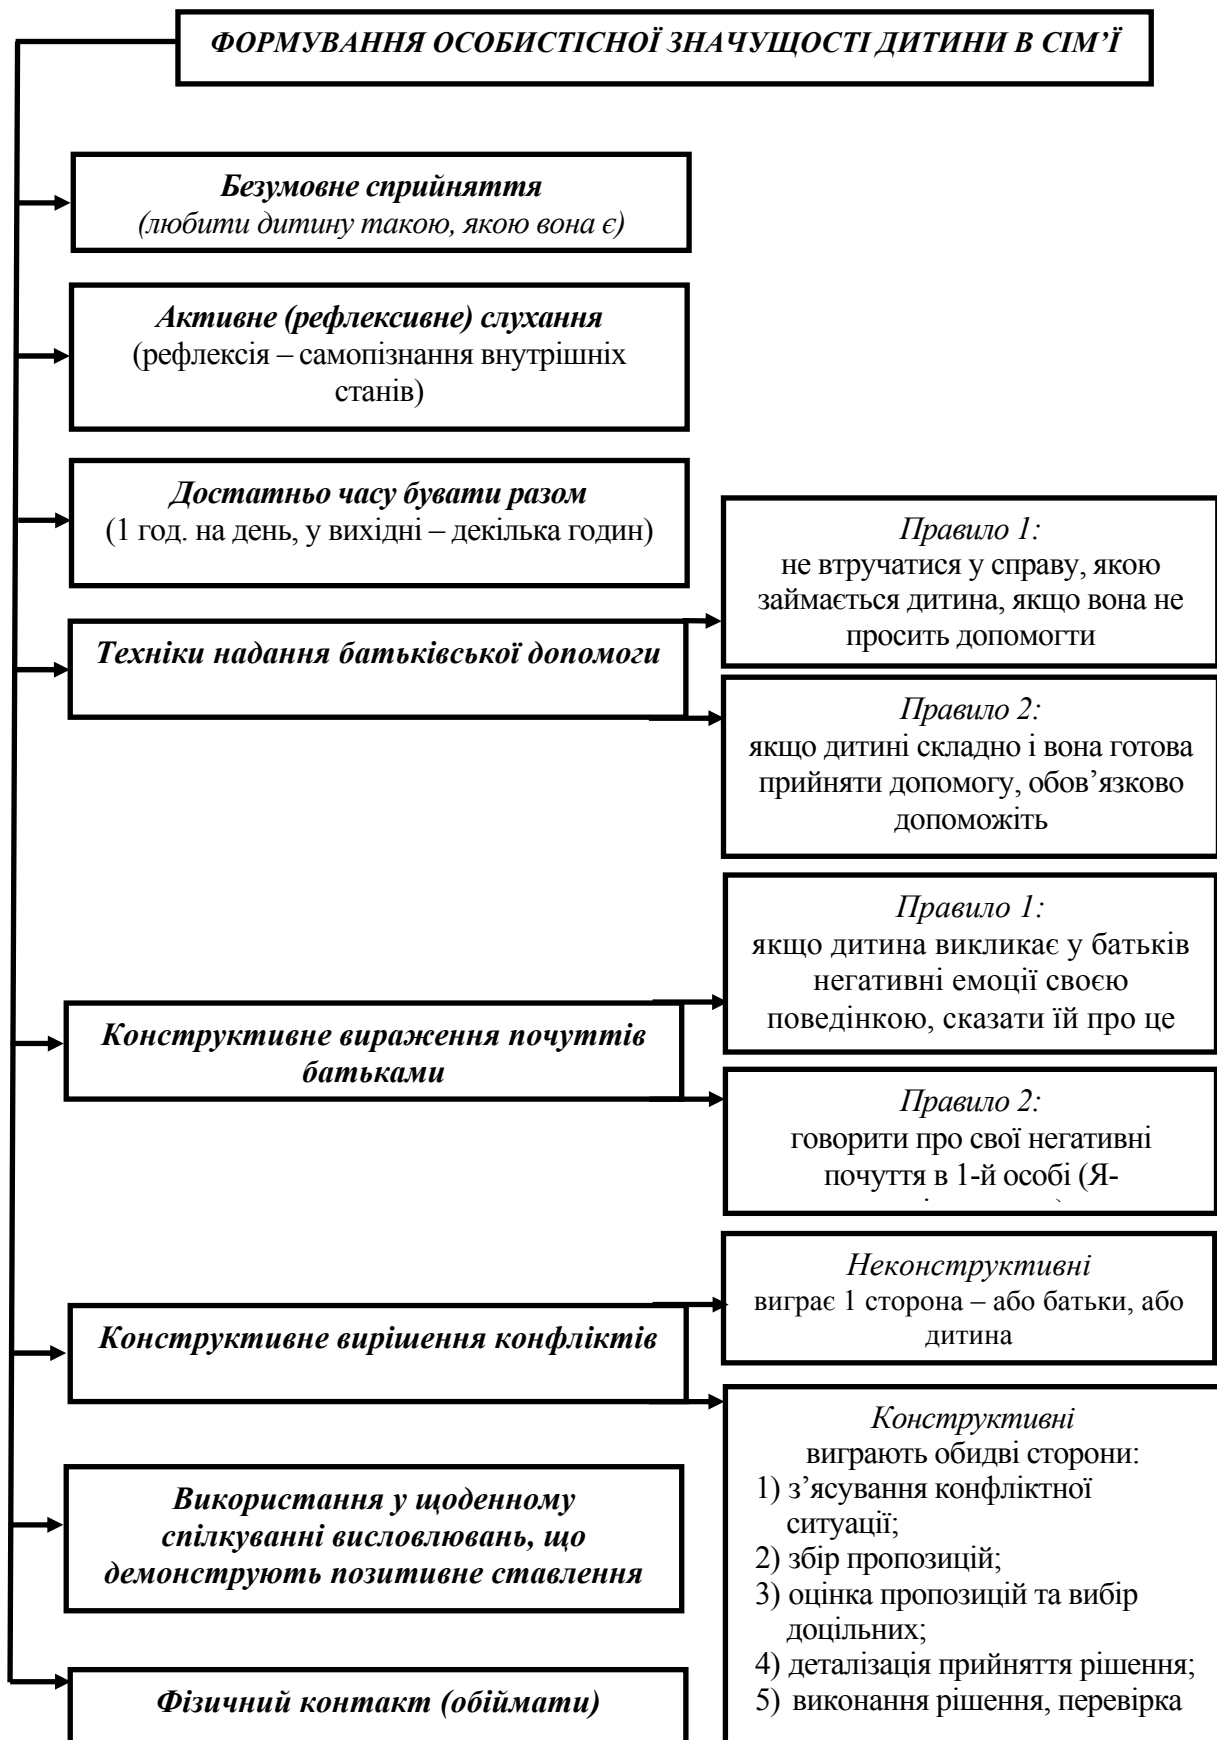 ФОРМУВАННЯ ОСОБИСТІСНОЇ ЗНАЧУЩОСТІ ДИТИНИ В СІМ’Ї
Безумовне сприйняття
(любити дитину такою, якою вона є)
Активне (рефлексивне) слухання
(рефлексія – самопізнання внутрішніх
станів)
Достатньо часу бувати разом
(1 год. на день, у вихідні – декілька годин)
Техніки надання батьківської допомоги
Правило 1:
не втручатися у справу, якою
займається дитина, якщо вона не
просить допомогти
Правило 2:
якщо дитині складно і вона готова
прийняти допомогу, обов’язково
допоможіть
Конструктивне вираження почуттів
батьками
Правило 1:
якщо дитина викликає у батьків
негативні емоції своєю
поведінкою, сказати їй про це
Правило 2:
говорити про свої негативні
почуття в 1-й особі (Я-
Конструктивне вирішення конфліктів
Неконструктивні
виграє 1 сторона – або батьки, або
дитина
Конструктивні
виграють обидві сторони:
1) з’ясування конфліктної
ситуації;
2) збір пропозицій;
3) оцінка пропозицій та вибір
доцільних;
4) деталізація прийняття рішення;
5) виконання рішення, перевірка
Використання у щоденному
спілкуванні висловлювань, що
демонструють позитивне ставлення
Фізичний контакт (обіймати)